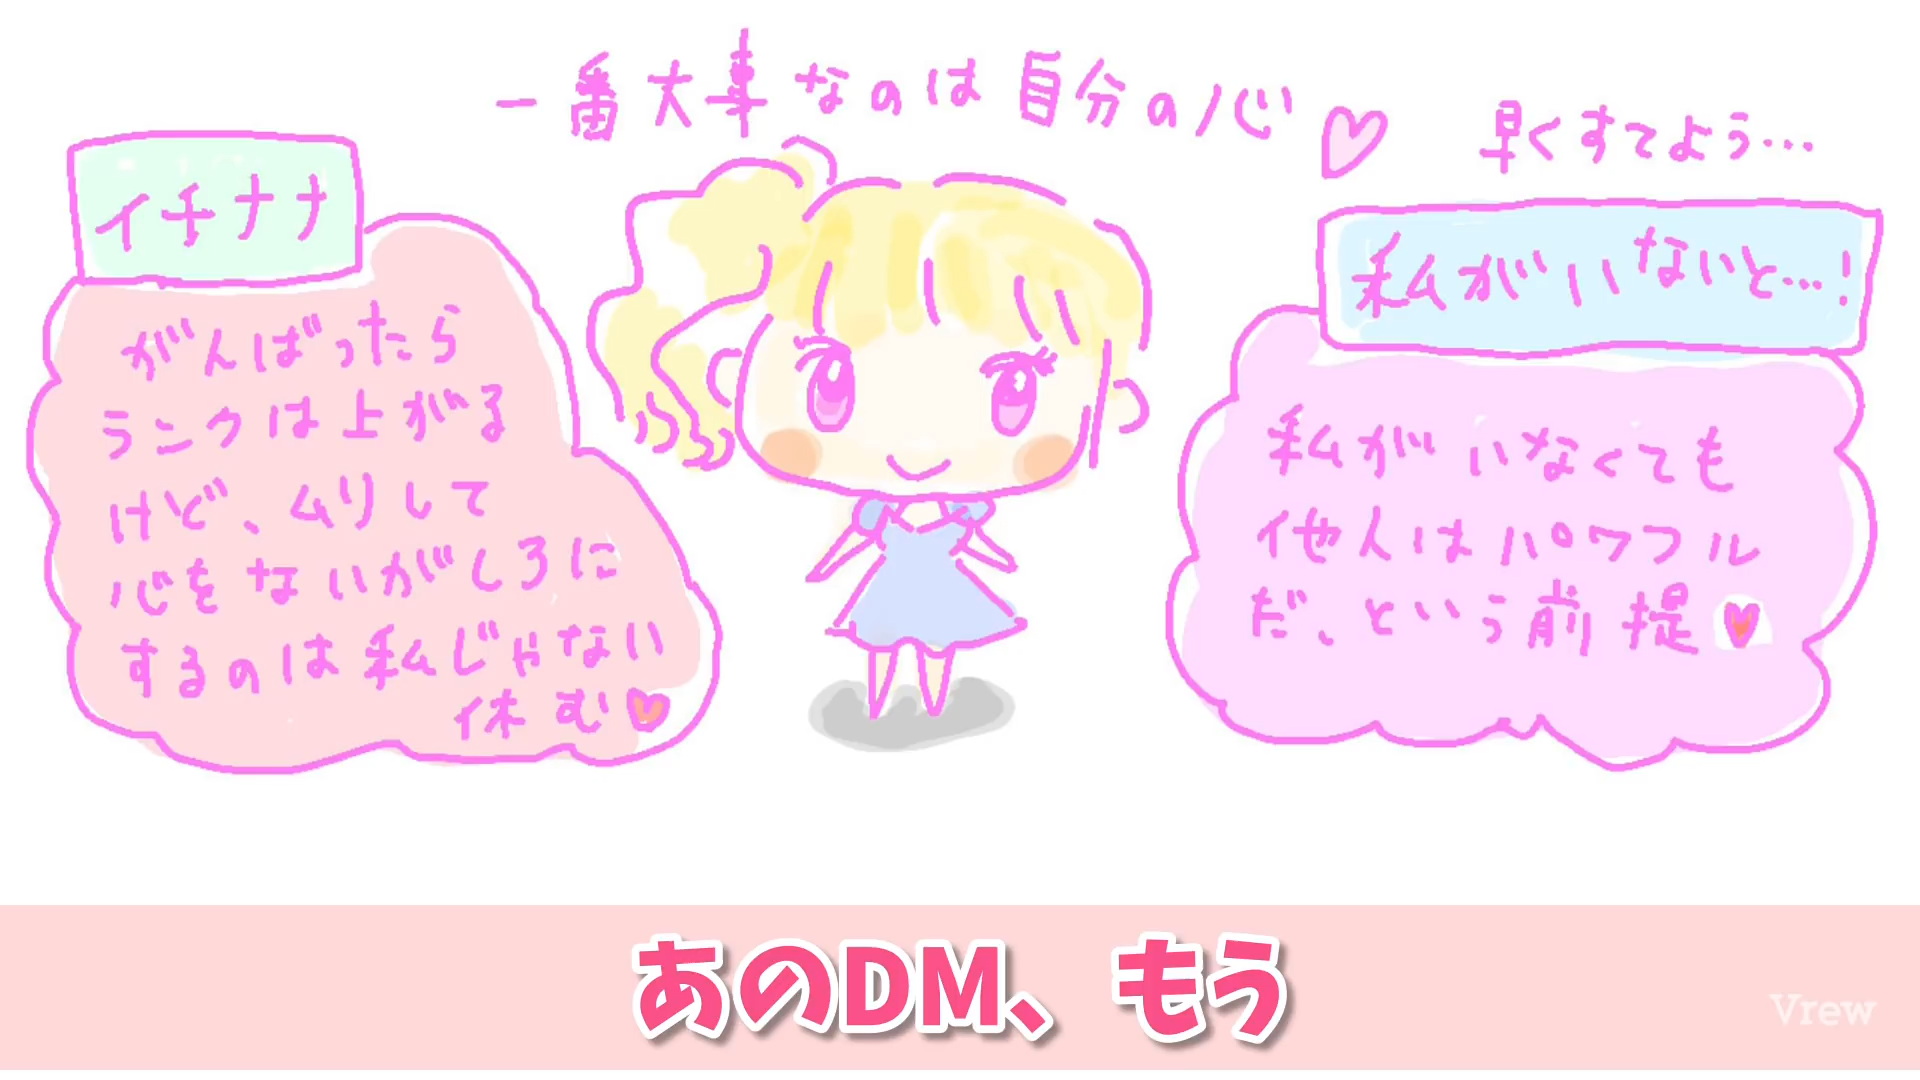 一番大事なのは自分の心
早くすてよう…
イチナナ
がんばったら
ランクは上がる
けど、ムリして
心をないがしろに
するのは私じゃない
休む
私がいないと…!
私がいなくても
他人はパワフル
だ、という前提
あのDM、もう
Vrew